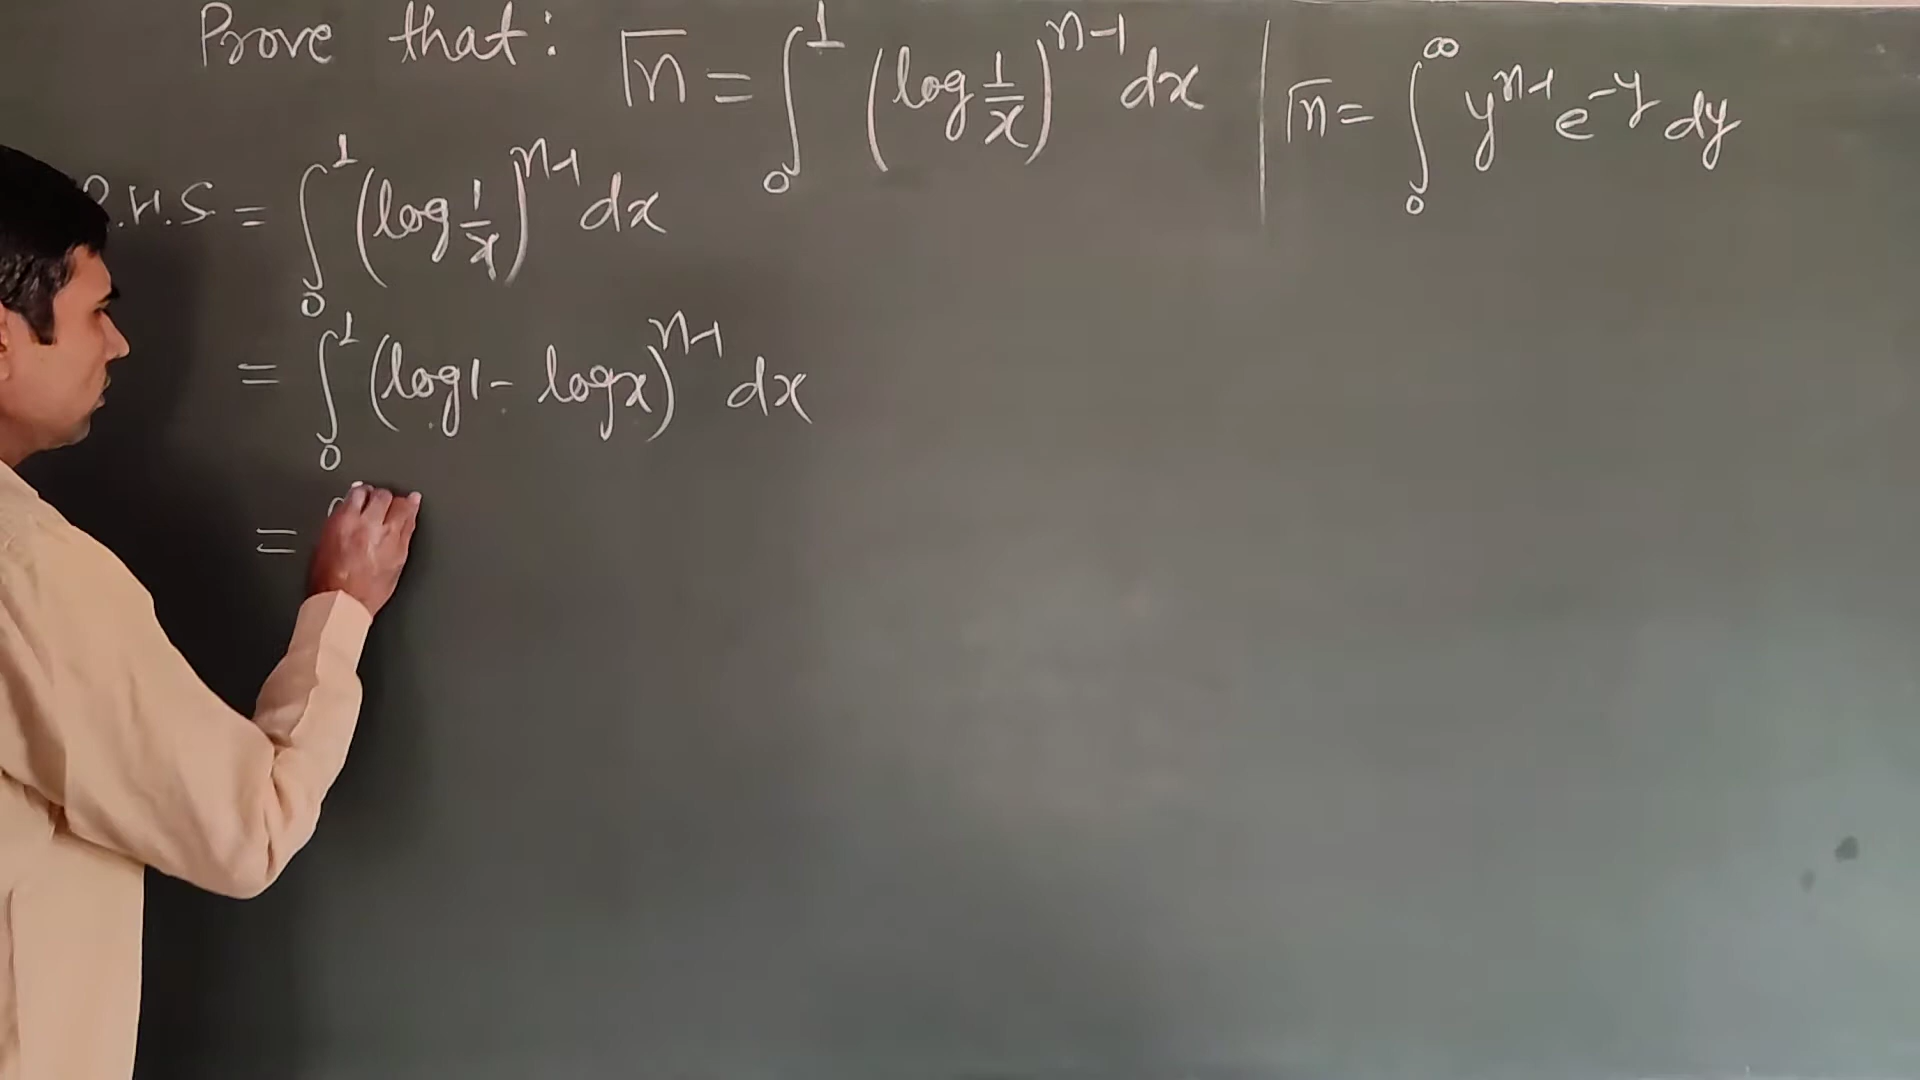 Prove that: Γn = ∫₀¹ (log 1/x)ⁿ⁻¹ dx | Γn = ∫₀^∞ yⁿ⁻¹ e⁻ʸ dy
R.H.S = ∫₀¹ (log 1/x)ⁿ⁻¹ dx
= ∫₀¹ (log1 - logx)ⁿ⁻¹ dx
=